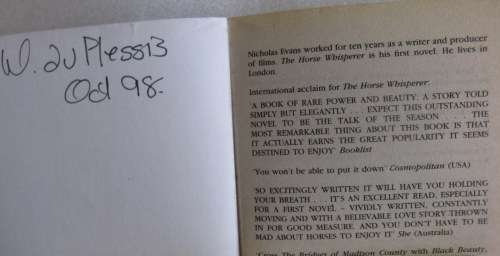 W. du Plessis
Oct 98.
Nicholas Evans worked for ten years as a writer and producer
of films. The Horse Whisperer is his first novel. He lives in
London.
International acclaim for The Horse Whisperer:
'A BOOK OF RARE POWER AND BEAUTY. A STORY TOLD
SIMPLY BUT ELEGANTLY . . . EXPECT THIS OUTSTANDING
NOVEL TO BE THE TALK OF THE SEASON . . . THE
MOST REMARKABLE THING ABOUT THIS BOOK IS THAT
IT ACTUALLY EARNS THE GREAT POPULARITY IT SEEMS
DESTINED TO ENJOY' Booklist
'You won't be able to put it down' Cosmopolitan (USA)
'SO EXCITINGLY WRITTEN IT WILL HAVE YOU HOLDING
YOUR BREATH . . . IT'S AN EXCELLENT READ, ESPECIALLY
FOR A FIRST NOVEL – VIVIDLY WRITTEN, CONSTANTLY
MOVING AND WITH A BELIEVABLE LOVE STORY THROWN
IN FOR GOOD MEASURE. AND YOU DON'T HAVE TO BE
MAD ABOUT HORSES TO ENJOY IT' She (Australia)
'Cross The Bridges of Madison County with Black Beauty,